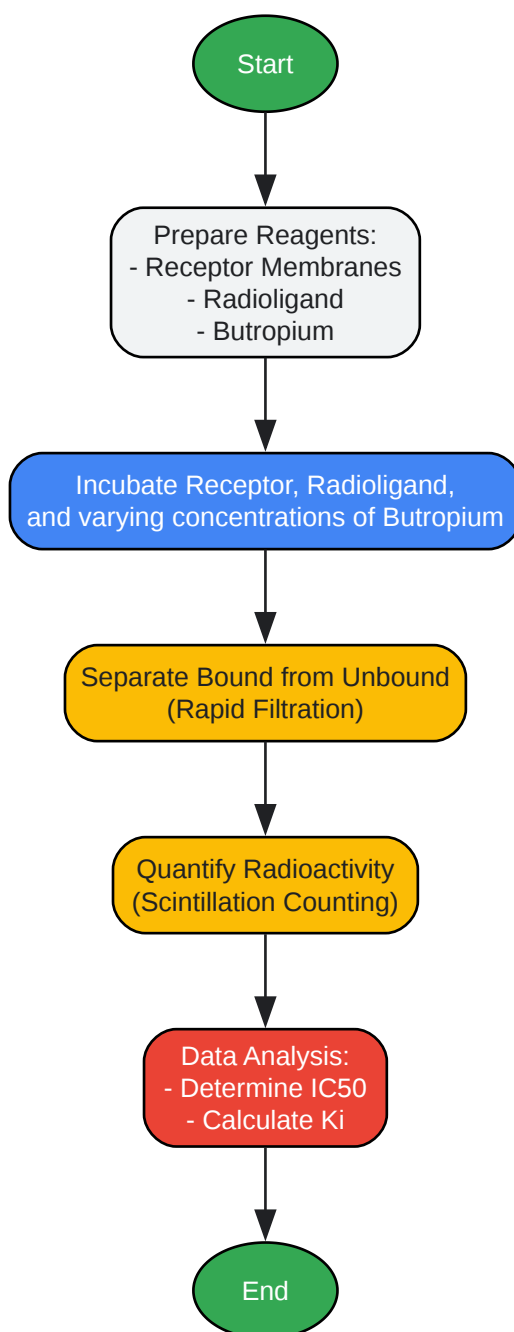 Start
Prepare Reagents:
- Receptor Membranes
- Radioligand
- Butropium
Incubate Receptor, Radioligand,
and varying concentrations of Butropium
Separate Bound from Unbound
(Rapid Filtration)
Quantify Radioactivity
(Scintillation Counting)
Data Analysis:
- Determine IC50
- Calculate Ki
End